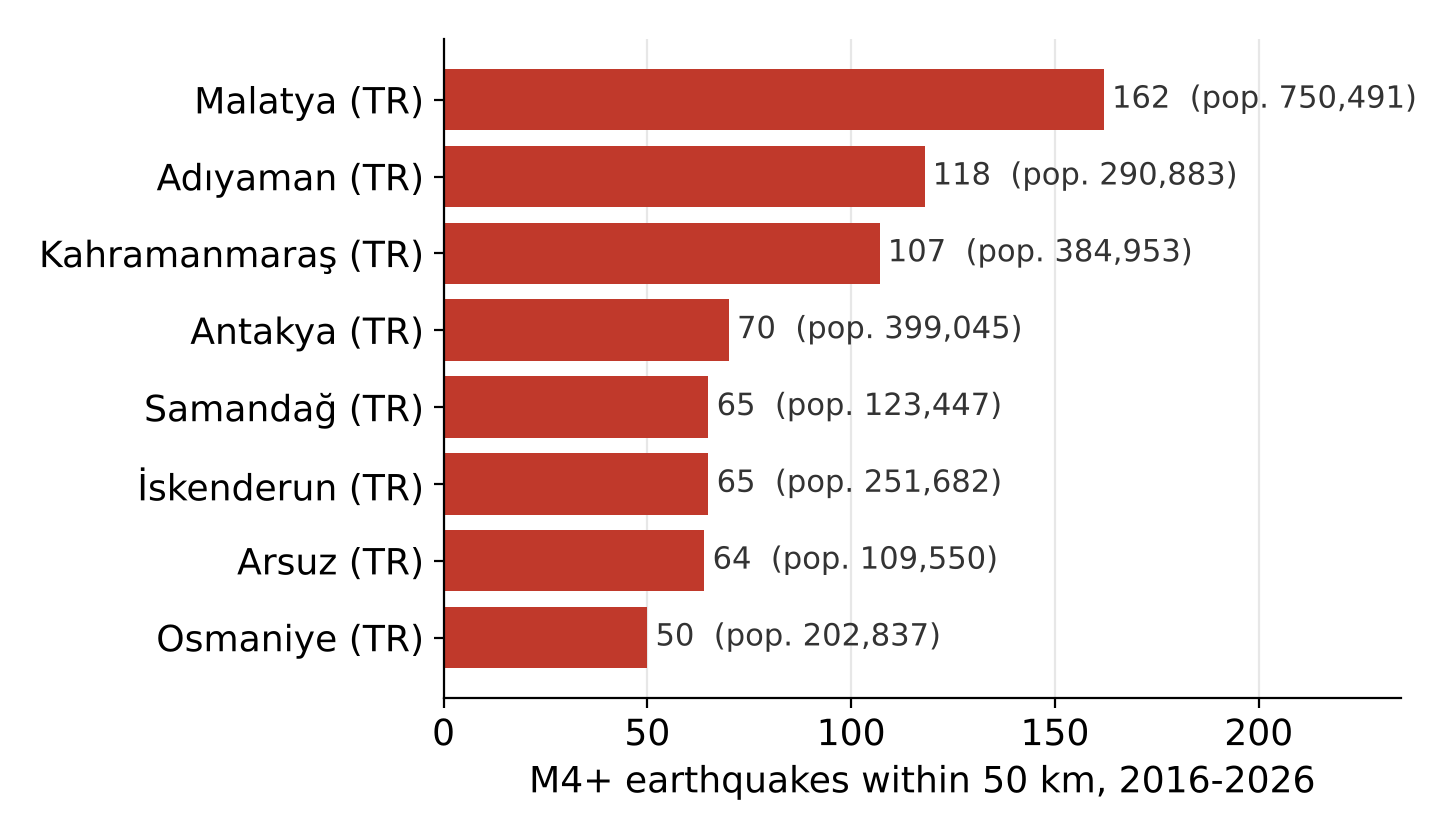 Malatya (TR) 162 (pop. 750,491)
Adıyaman (TR) 118 (pop. 290,883)
Kahramanmaraş (TR) 107 (pop. 384,953)
Antakya (TR) 70 (pop. 399,045)
Samandağ (TR) 65 (pop. 123,447)
İskenderun (TR) 65 (pop. 251,682)
Arsuz (TR) 64 (pop. 109,550)
Osmaniye (TR) 50 (pop. 202,837)
0 50 100 150 200
M4+ earthquakes within 50 km, 2016-2026